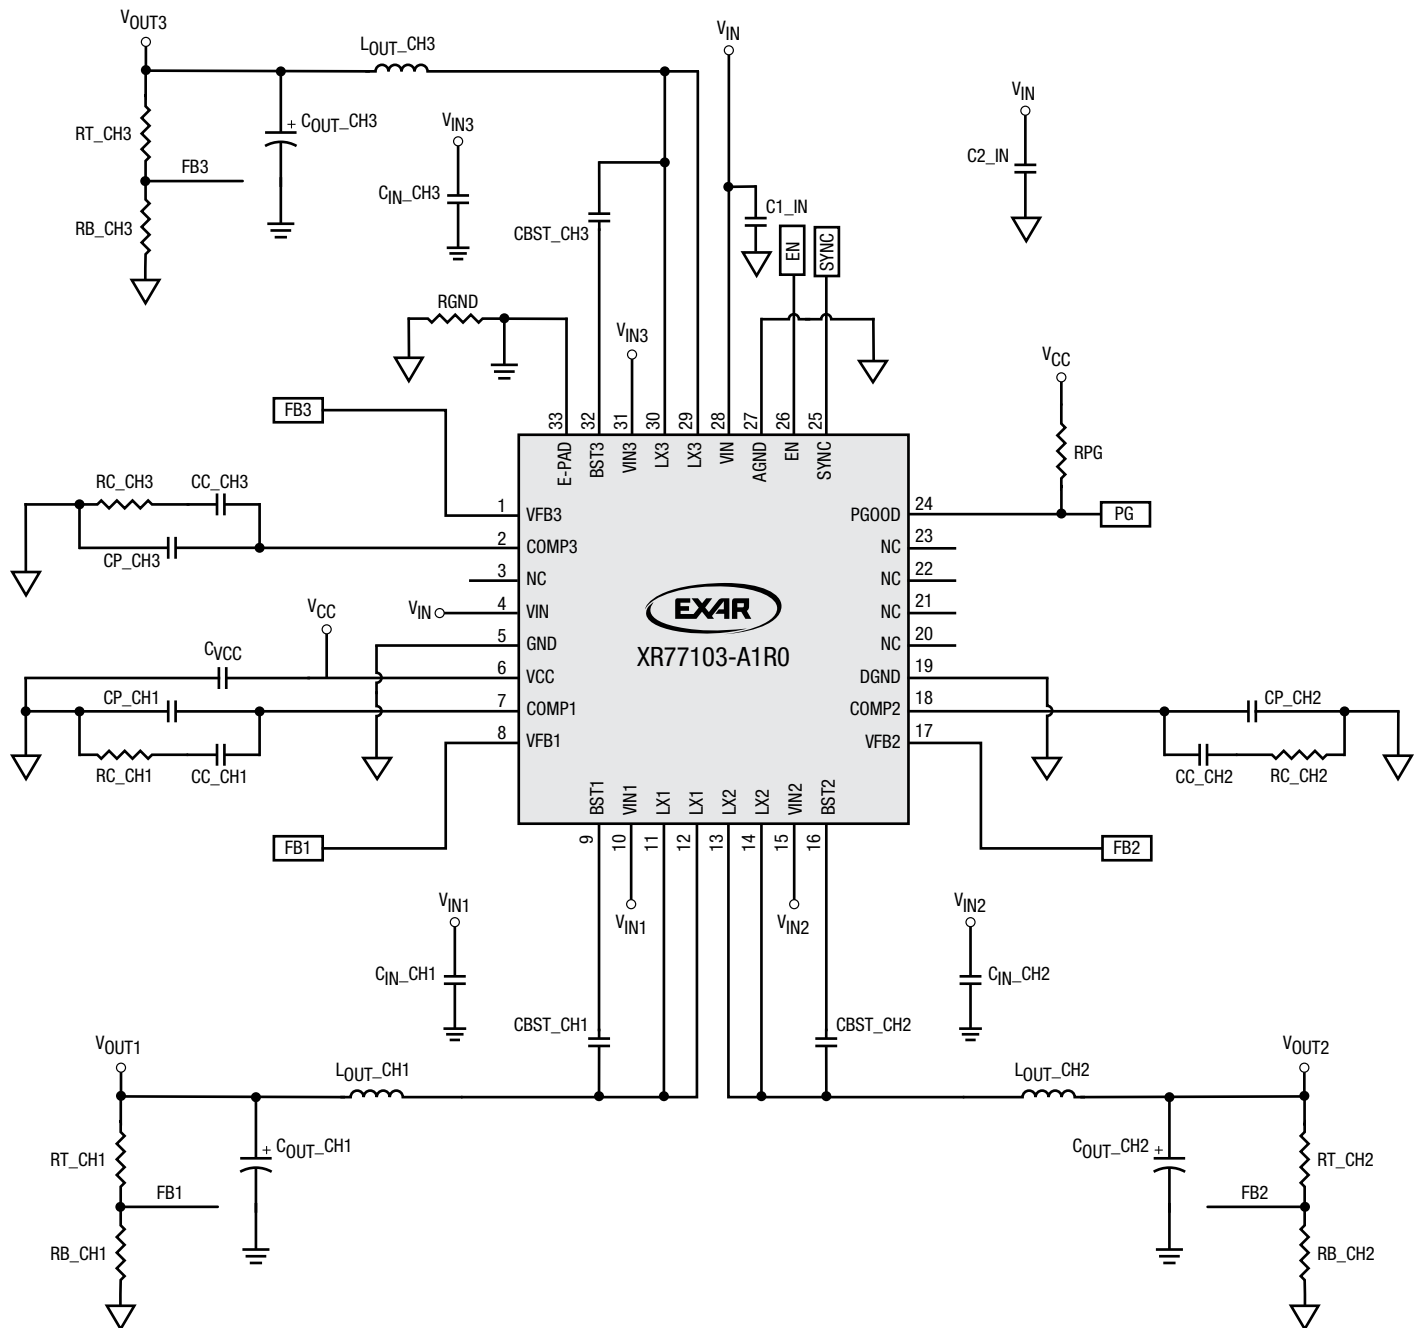 VOUT3
LOUT_CH3
VIN
RT_CH3
+ COUT_CH3
VIN3
VIN
FB3
CIN_CH3
C2_IN
RB_CH3
CBST_CH3
C1_IN
EN
SYNC
RGND
VIN3
VCC
FB3
33
32
31
30
29
28
27
26
25
E-PAD
BST3
VIN3
LX3
LX3
VIN
AGND
EN
SYNC
RPG
RC_CH3
CC_CH3
CP_CH3
1 VFB3
2 COMP3
3 NC
VIN
4 VIN
5 GND
6 VCC
7 COMP1
8 VFB1
PGOOD 24
PG
NC 23
NC 22
NC 21
NC 20
DGND 19
COMP2 18
VFB2 17
EXAR
XR77103-A1R0
VCC
CVCC
CP_CH1
RC_CH1
CC_CH1
CP_CH2
CC_CH2
RC_CH2
BST1
VIN1
LX1
LX1
LX2
LX2
VIN2
BST2
9
10
11
12
13
14
15
16
FB1
FB2
VIN1
VIN1
VIN2
VIN2
CIN_CH1
CIN_CH2
CBST_CH1
CBST_CH2
VOUT1
LOUT_CH1
LOUT_CH2
VOUT2
RT_CH1
+ COUT_CH1
COUT_CH2 +
RT_CH2
FB1
FB2
RB_CH1
RB_CH2